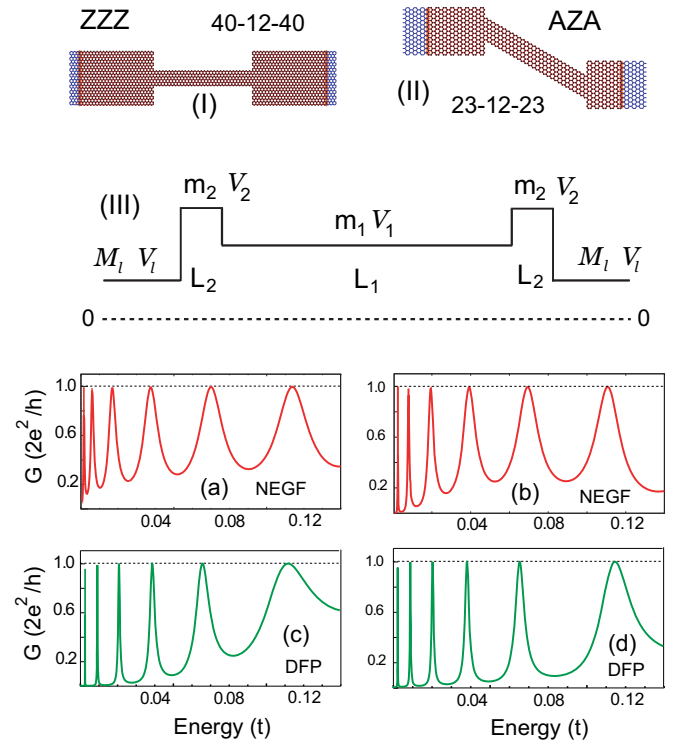 ZZZ 40-12-40
(I)
AZA
(II)
23-12-23
(III)
m₂ V₂ m₂ V₂
m₁ V₁
Mₗ Vₗ Mₗ Vₗ
L₂ L₁ L₂
0 0
G (2e²/h)
1.0
0.6
0.2
(a)
NEGF
0.04 0.08 0.12
G (2e²/h)
1.0
0.6
0.2
(b)
NEGF
0.04 0.08 0.12
G (2e²/h)
1.0
0.6
0.2
(c)
DFP
0.04 0.08 0.12
Energy (t)
G (2e²/h)
1.0
0.6
0.2
(d)
DFP
0.04 0.08 0.12
Energy (t)